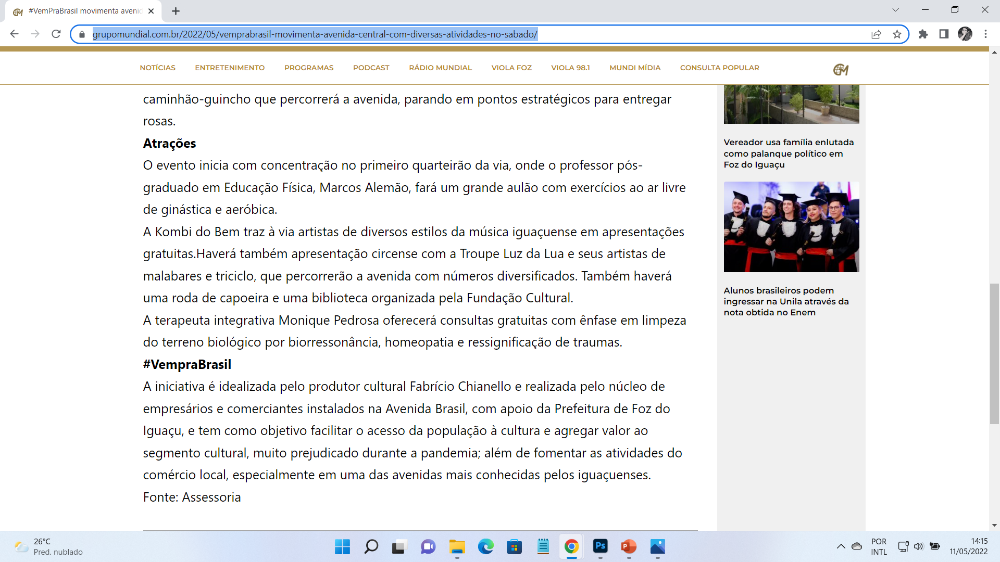 #VemPraBrasil movimenta avenid
grupomundial.com.br/2022/05/vemprabrasil-movimenta-avenida-central-com-diversas-atividades-no-sabado/
NOTÍCIAS ENTRETENIMENTO PROGRAMAS PODCAST RÁDIO MUNDIAL VIOLA FOZ VIOLA 98.1 MUNDI MÍDIA CONSULTA POPULAR GM
caminhão-guincho que percorrerá a avenida, parando em pontos estratégicos para entregar
rosas.
Atrações
O evento inicia com concentração no primeiro quarteirão da via, onde o professor pós-
graduado em Educação Física, Marcos Alemão, fará um grande aulão com exercícios ao ar livre
de ginástica e aeróbica.
A Kombi do Bem traz à via artistas de diversos estilos da música iguaçuense em apresentações
gratuitas.Haverá também apresentação circense com a Troupe Luz da Lua e seus artistas de
malabares e triciclo, que percorrerão a avenida com números diversificados. Também haverá
uma roda de capoeira e uma biblioteca organizada pela Fundação Cultural.
A terapeuta integrativa Monique Pedrosa oferecerá consultas gratuitas com ênfase em limpeza
do terreno biológico por biorressonância, homeopatia e ressignificação de traumas.
#VempraBrasil
A iniciativa é idealizada pelo produtor cultural Fabrício Chianello e realizada pelo núcleo de
empresários e comerciantes instalados na Avenida Brasil, com apoio da Prefeitura de Foz do
Iguaçu, e tem como objetivo facilitar o acesso da população à cultura e agregar valor ao
segmento cultural, muito prejudicado durante a pandemia; além de fomentar as atividades do
comércio local, especialmente em uma das avenidas mais conhecidas pelos iguaçuenses.
Fonte: Assessoria
Vereador usa família enlutada
como palanque político em
Foz do Iguaçu
Alunos brasileiros podem
ingressar na Unila através da
nota obtida no Enem
26°C
Pred. nublado
Ps
P
POR
INTL
14:15
11/05/2022